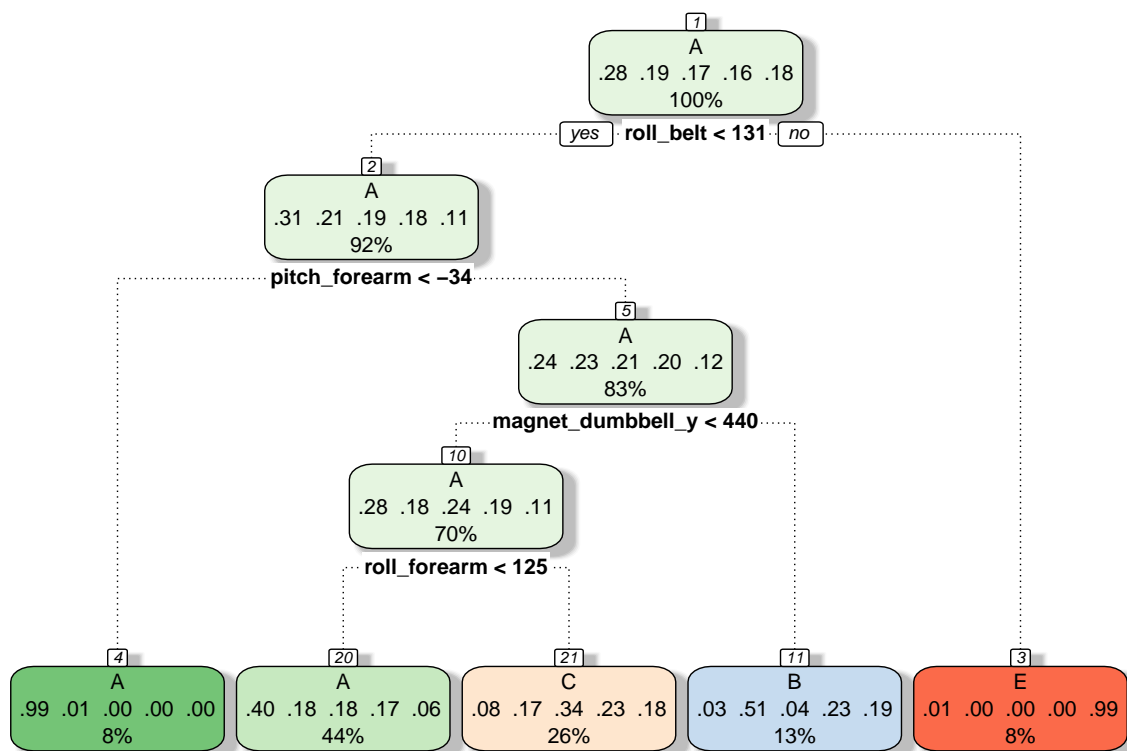 1
A
.28 .19 .17 .16 .18
100%
yes roll_belt < 131 no
2
A
.31 .21 .19 .18 .11
92%
pitch_forearm < −34
5
A
.24 .23 .21 .20 .12
83%
magnet_dumbbell_y < 440
10
A
.28 .18 .24 .19 .11
70%
roll_forearm < 125
4
A
.99 .01 .00 .00 .00
8%
20
A
.40 .18 .18 .17 .06
44%
21
C
.08 .17 .34 .23 .18
26%
11
B
.03 .51 .04 .23 .19
13%
3
E
.01 .00 .00 .00 .99
8%